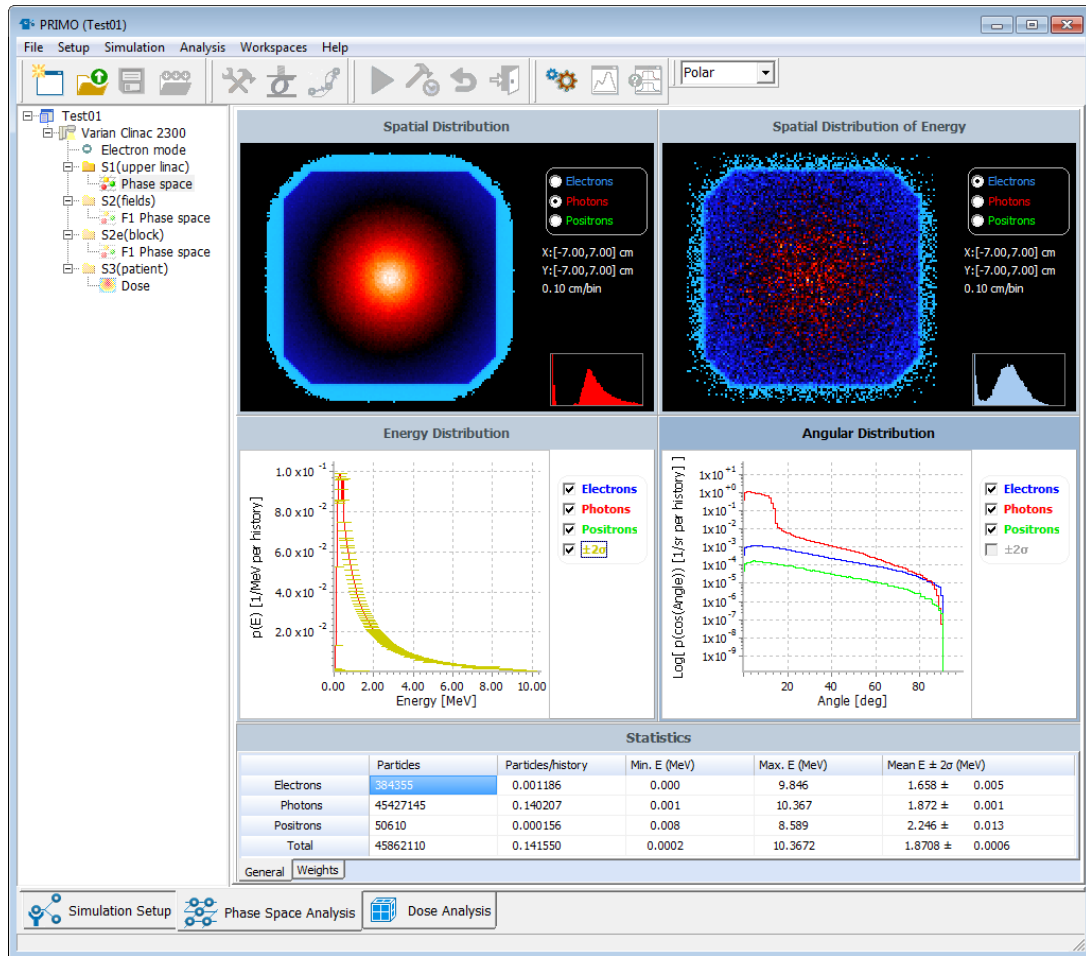 PRIMO (Test01)
File Setup Simulation Analysis Workspaces Help
Polar
Test01
Varian Clinac 2300
Electron mode
S1(upper linac)
Phase space
S2(fields)
F1 Phase space
S2e(block)
F1 Phase space
S3(patient)
Dose
Spatial Distribution
Electrons
Photons
Positrons
X:[-7.00,7.00] cm
Y:[-7.00,7.00] cm
0.10 cm/bin
Spatial Distribution of Energy
Electrons
Photons
Positrons
X:[-7.00,7.00] cm
Y:[-7.00,7.00] cm
0.10 cm/bin
Energy Distribution
p(E) [1/MeV per history]
1.0 x10 -1
8.0 x10 -2
6.0 x10 -2
4.0 x10 -2
2.0 x10 -2
0.00 2.00 4.00 6.00 8.00 10.00
Energy [MeV]
Electrons
Photons
Positrons
±2σ
Angular Distribution
Log[ p(cos(Angle)) [1/sr per history] ]
1x10 +1
1x10 +0
1x10 -1
1x10 -2
1x10 -3
1x10 -4
1x10 -5
1x10 -6
1x10 -7
1x10 -8
1x10 -9
20 40 60 80
Angle [deg]
Electrons
Photons
Positrons
±2σ
Statistics
Particles Particles/history Min. E (MeV) Max. E (MeV) Mean E ± 2σ (MeV)
Electrons 384355 0.001186 0.000 9.846 1.658 ± 0.005
Photons 45427145 0.140207 0.001 10.367 1.872 ± 0.001
Positrons 50610 0.000156 0.008 8.589 2.246 ± 0.013
Total 45862110 0.141550 0.0002 10.3672 1.8708 ± 0.0006
General Weights
Simulation Setup Phase Space Analysis Dose Analysis